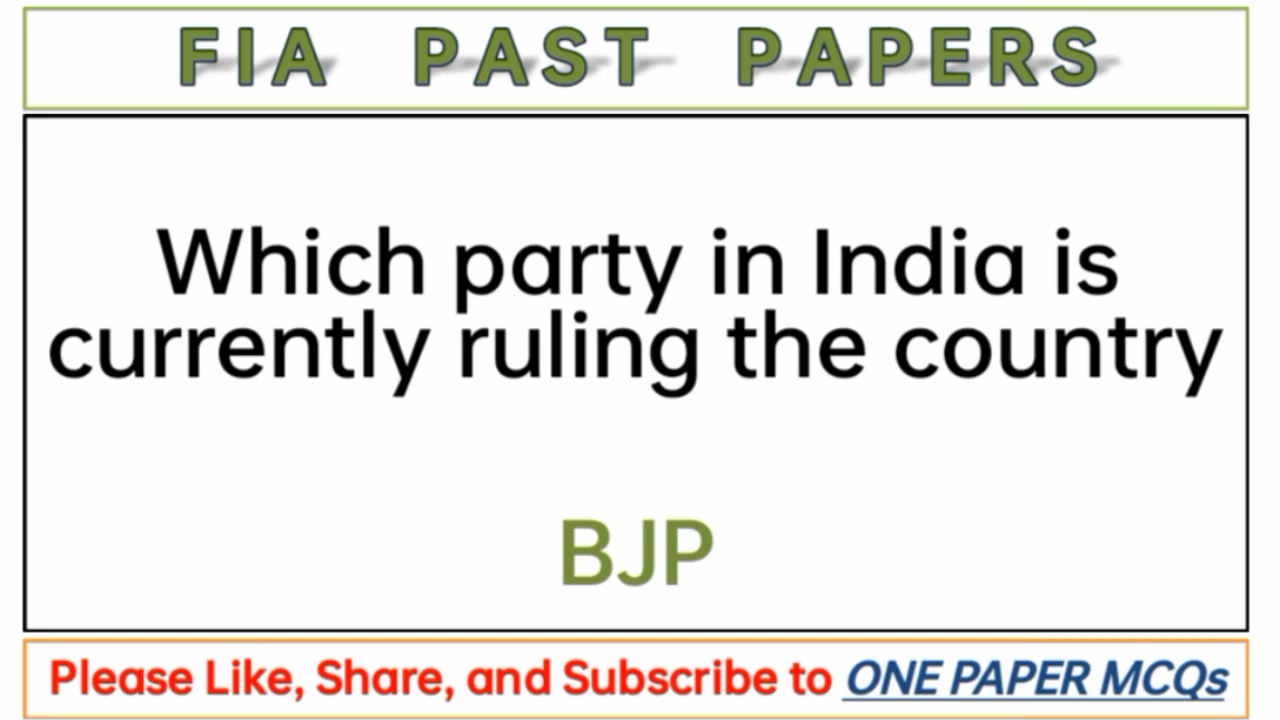 FIA PAST PAPERS
Which party in India is
currently ruling the country
BJP
Please Like, Share, and Subscribe to ONE PAPER MCQs